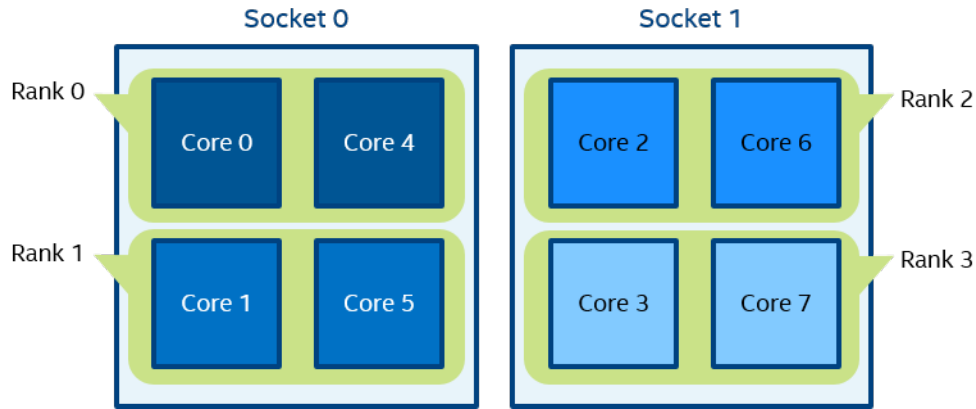 Socket 0
Socket 1
Rank 0
Core 0
Core 4
Core 2
Core 6
Rank 2
Rank 1
Core 1
Core 5
Core 3
Core 7
Rank 3